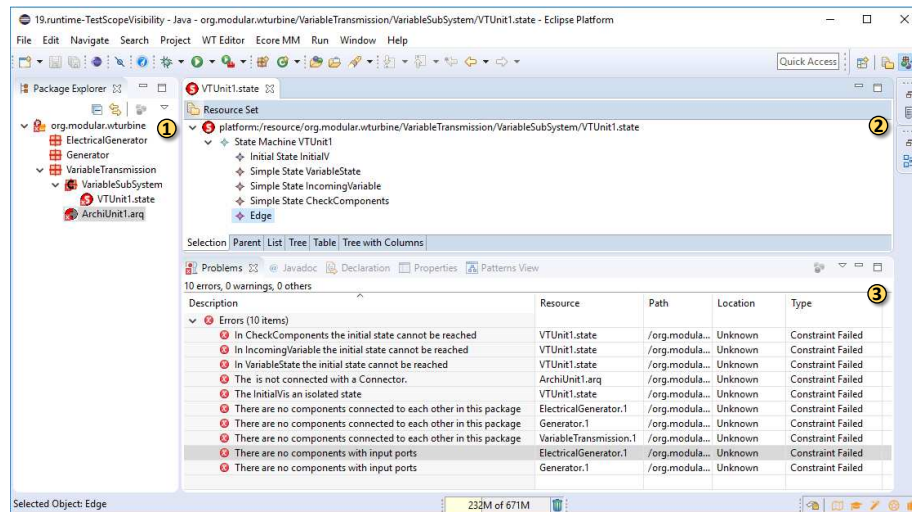 19.runtime-TestScopeVisibility - Java - org.modular.wturbine/VariableTransmission/VariableSubSystem/VTUnit1.state - Eclipse Platform
File Edit Navigate Search Project WT Editor Ecore MM Run Window Help
Quick Access
Package Explorer
1
org.modular.wturbine
ElectricalGenerator
Generator
VariableTransmission
VariableSubSystem
VTUnit1.state
ArchiUnit1.arq
VTUnit1.state
Resource Set
2
platform:/resource/org.modular.wturbine/VariableTransmission/VariableSubSystem/VTUnit1.state
State Machine VTUnit1
Initial State InitialV
Simple State VariableState
Simple State IncomingVariable
Simple State CheckComponents
Edge
Selection Parent List Tree Table Tree with Columns
Problems @ Javadoc Declaration Properties Patterns View
10 errors, 0 warnings, 0 others
3
Description Resource Path Location Type
Errors (10 items)
In CheckComponents the initial state cannot be reached VTUnit1.state /org.modula... Unknown Constraint Failed
In IncomingVariable the initial state cannot be reached VTUnit1.state /org.modula... Unknown Constraint Failed
In VariableState the initial state cannot be reached VTUnit1.state /org.modula... Unknown Constraint Failed
The is not connected with a Connector. ArchiUnit1.arq /org.modula... Unknown Constraint Failed
The InitialVis an isolated state VTUnit1.state /org.modula... Unknown Constraint Failed
There are no components connected to each other in this package ElectricalGenerator.1 /org.modula... Unknown Constraint Failed
There are no components connected to each other in this package Generator.1 /org.modula... Unknown Constraint Failed
There are no components connected to each other in this package VariableTransmission.1 /org.modula... Unknown Constraint Failed
There are no components with input ports ElectricalGenerator.1 /org.modula... Unknown Constraint Failed
There are no components with input ports Generator.1 /org.modula... Unknown Constraint Failed
Selected Object: Edge 232M of 671M